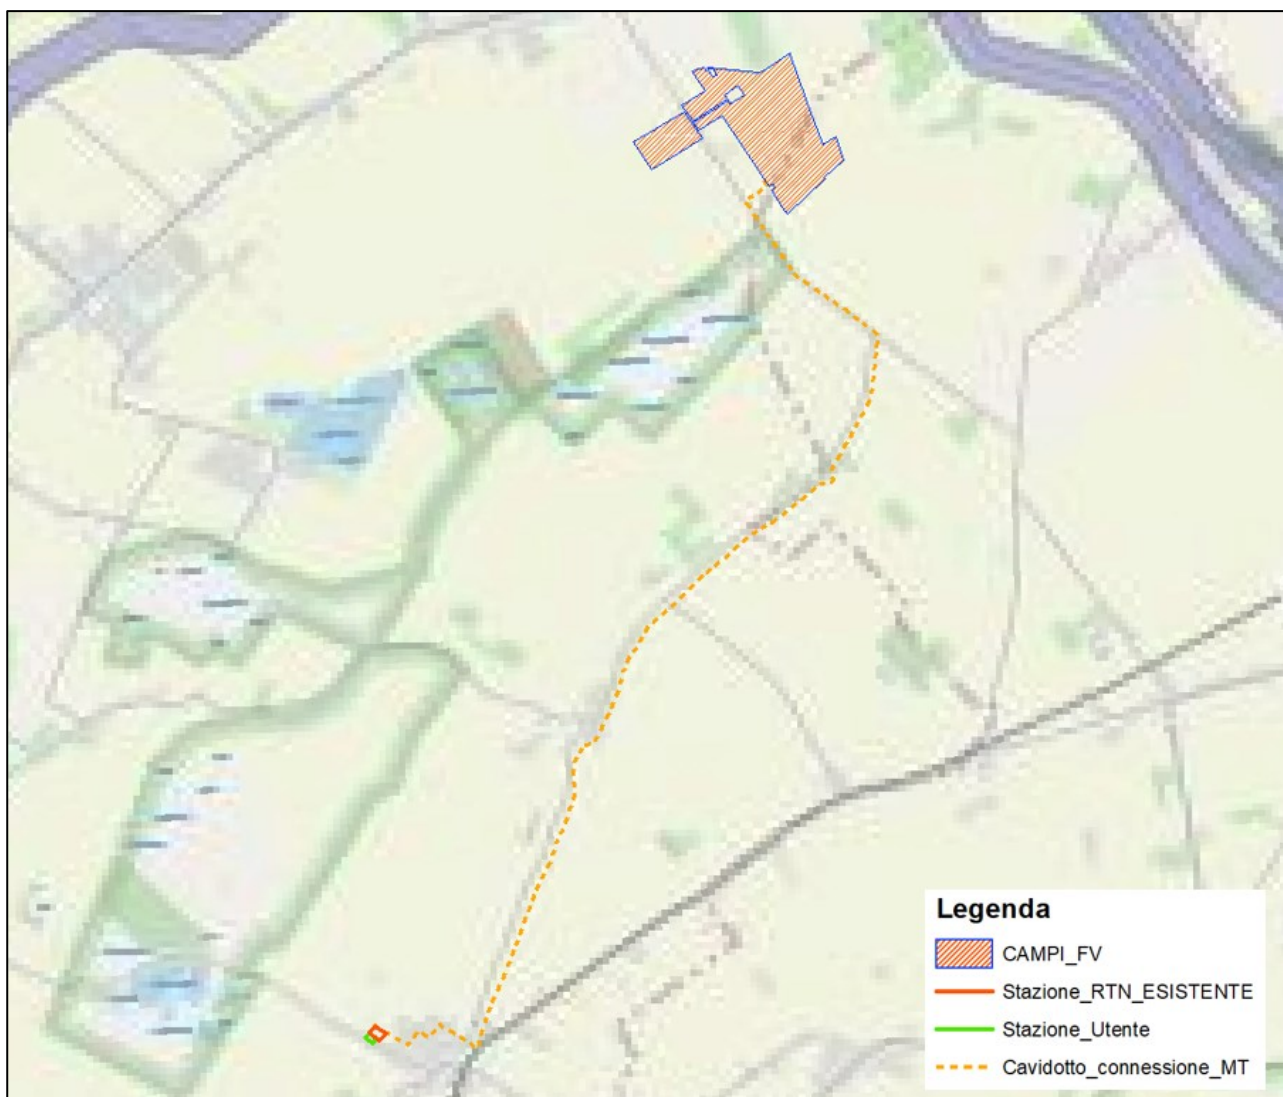 Legenda
CAMPI_FV
Stazione_RTN_ESISTENTE
Stazione_Utente
Cavidotto_connessione_MT